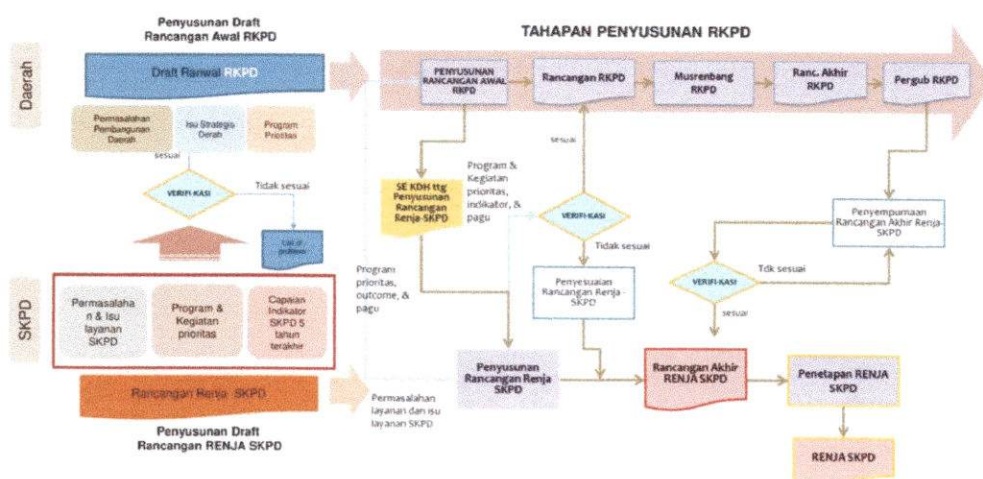 Penyusunan Draft
Rancangan Awal RKPD
TAHAPAN PENYUSUNAN RKPD
Daerah
Draft Ranwal RKPD
PENYUSUNAN
RANCANGAN AWAL
RKPD
Rancangan RKPD
Musrenbang
RKPD
Ranc. Akhir
RKPD
Pergub RKPD
Permasalahan
Pembangunan
Daerah
Isu Strategis
Derah
Program
Prioritas
sesuai
VERIFI-KASI
Tidak sesuai
List of
problems
SE KDH ttg
Penyusunan
Rancangan
Renja-SKPD
Program &
Kegiatan
prioritas,
indikator, &
pagu
sesuai
VERIFI-KASI
Tidak sesuai
Penyesuaian
Rancangan Renja-
SKPD
Penyempurnaan
Rancangan Akhir Renja-
SKPD
Tdk sesuai
VERIFI-KASI
sesuai
SKPD
Permasalaha
n & Isu
layanan
SKPD
Program &
Kegiatan
prioritas
Capaian
Indikator
SKPD 5
tahun
terakhir
Program
prioritas,
outcome, &
pagu
Rancangan Renja SKPD
Penyusunan Draft
Rancangan RENJA SKPD
Permasalahan
layanan dan isu
layanan SKPD
Penyusunan
Rancangan Renja
SKPD
Rancangan Akhir
RENJA SKPD
Penetapan RENJA
SKPD
RENJA SKPD